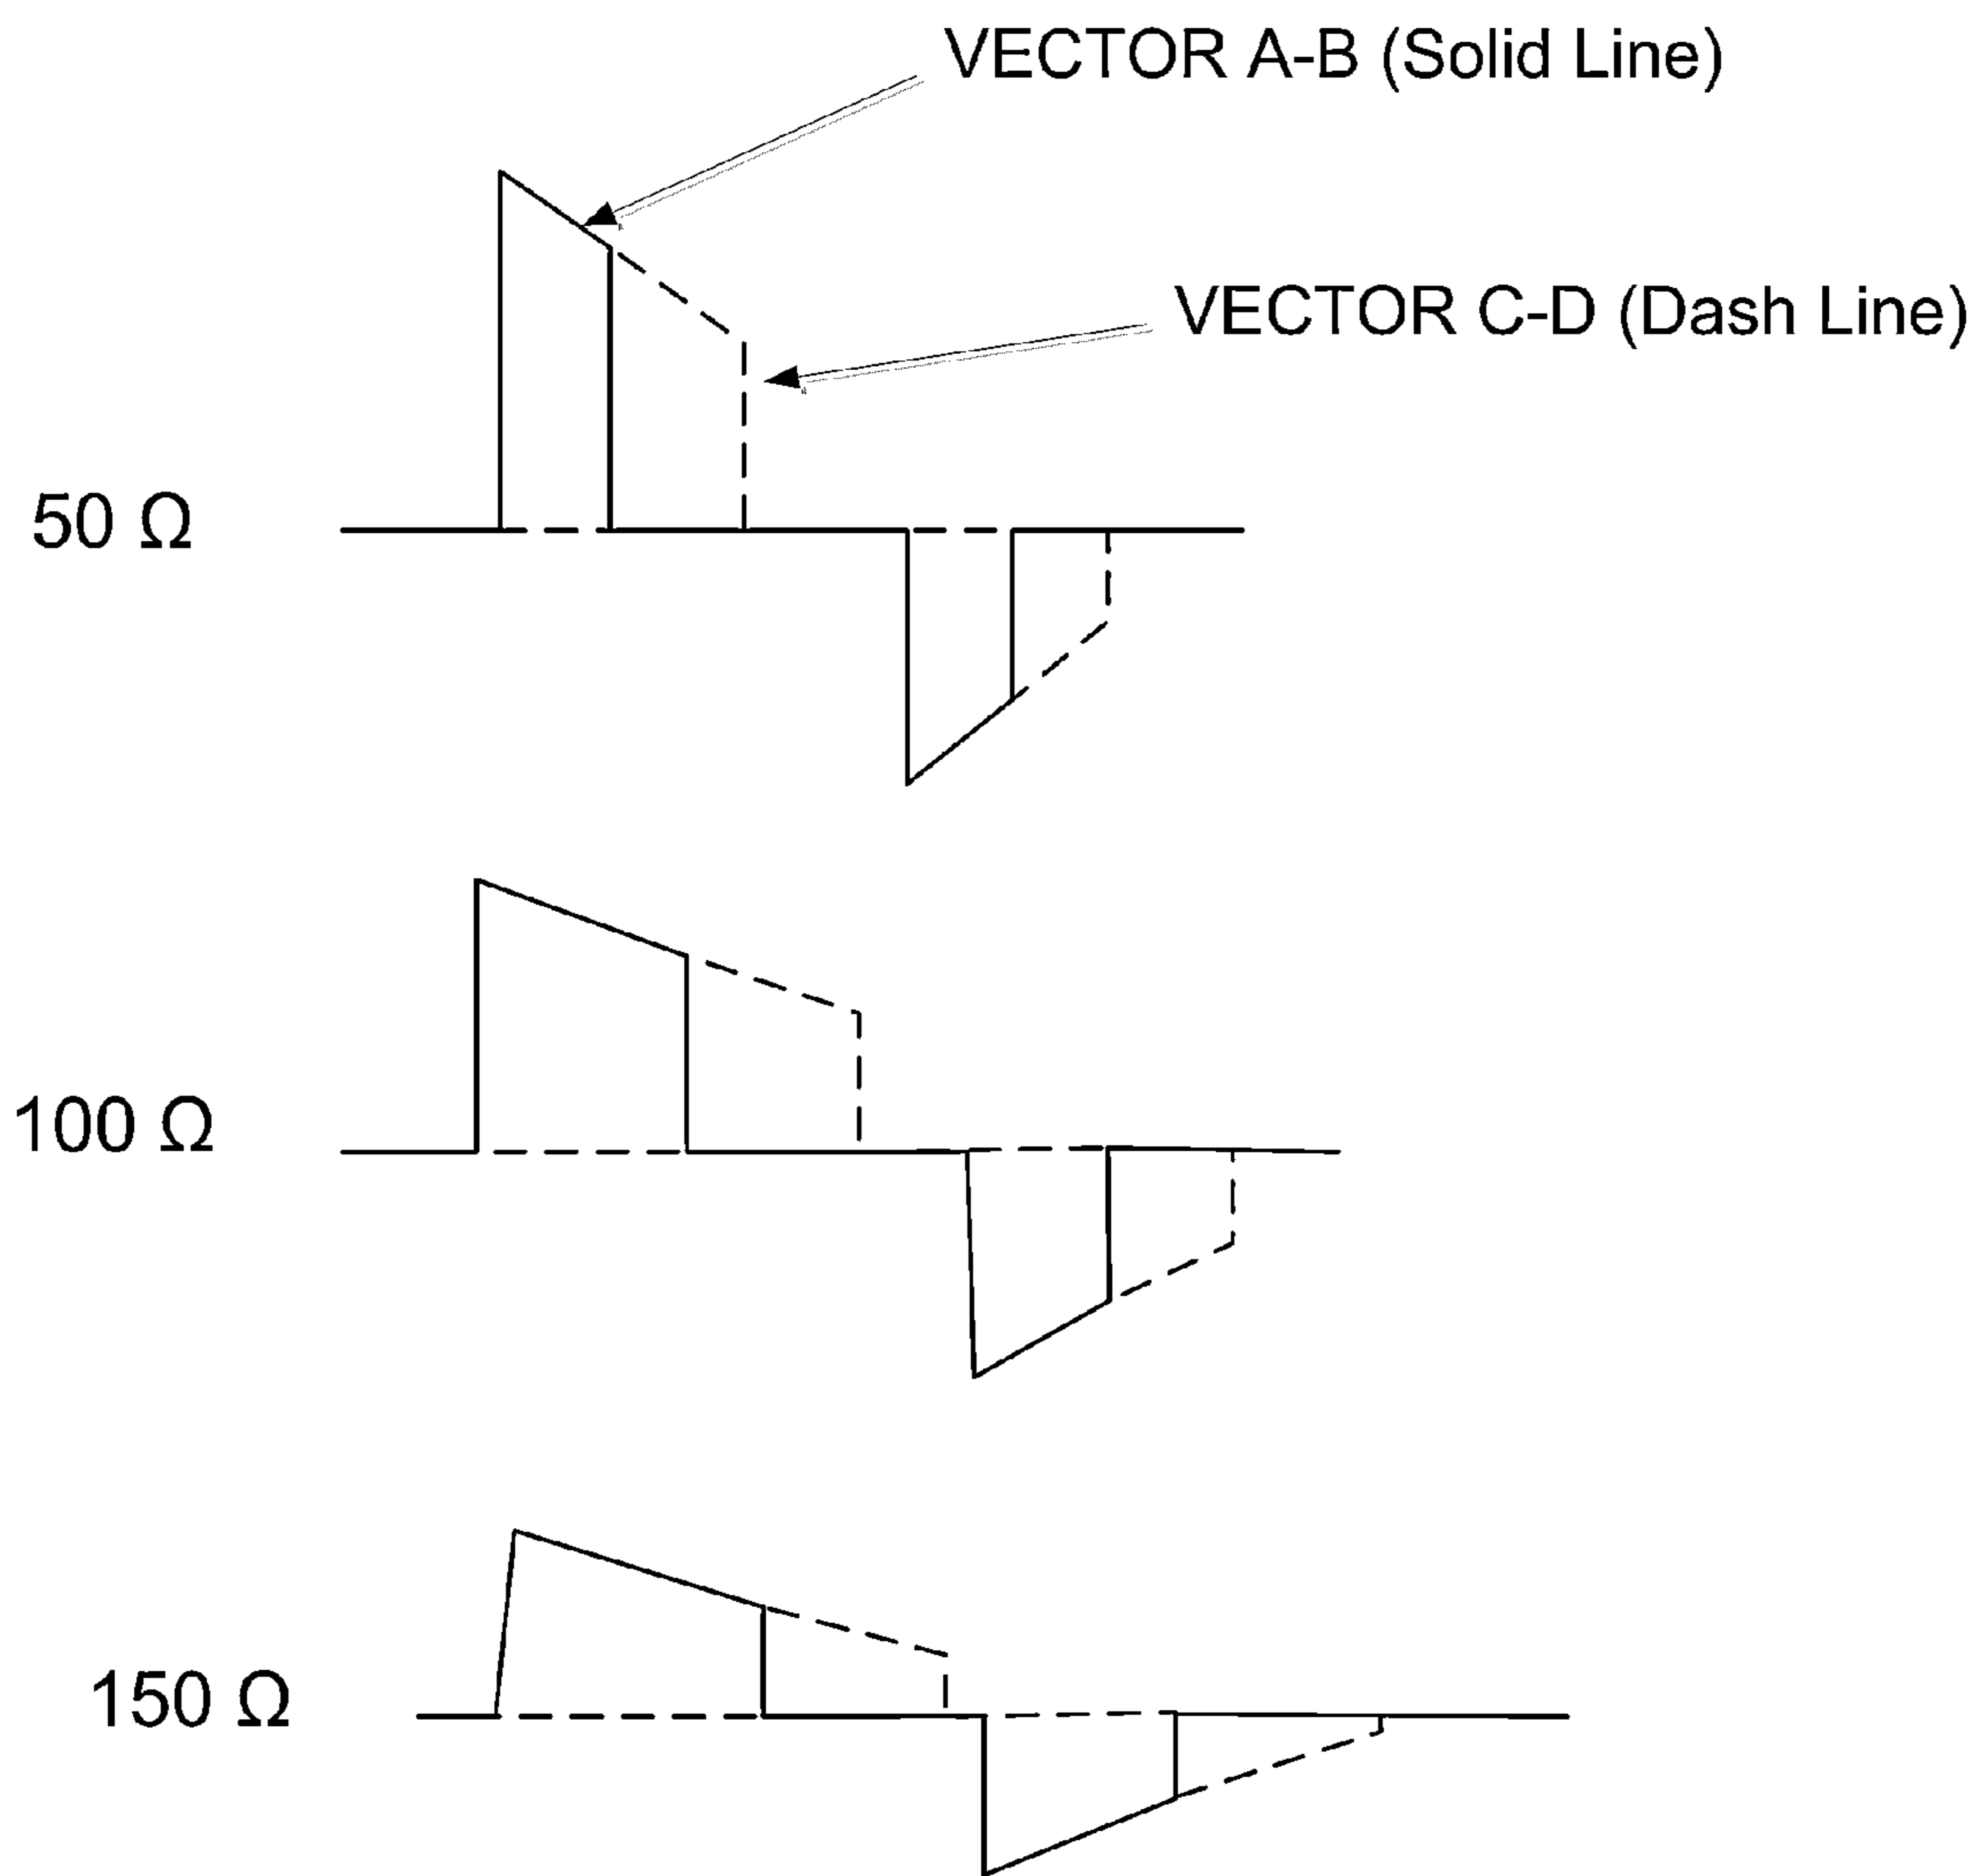 VECTOR A-B (Solid Line)
VECTOR C-D (Dash Line)
50 Ω
100 Ω
150 Ω